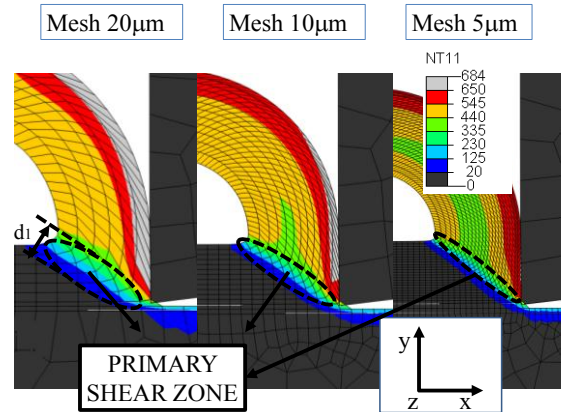 Mesh 20μm
Mesh 10μm
Mesh 5μm
NT11
684
650
545
440
335
230
125
20
0
d1
PRIMARY
SHEAR ZONE
y
z
x